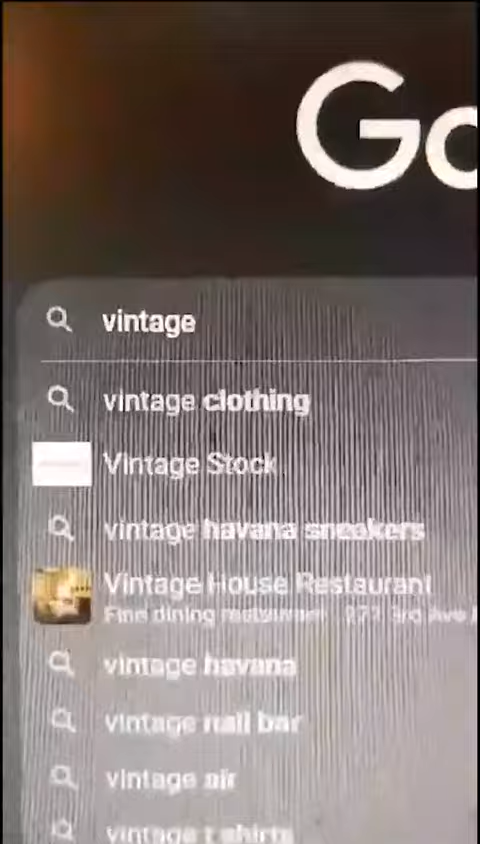 Go
vintage
vintage clothing
Vintage Stock
vintage havana sneakers
Vintage House Restaurant
Fine dining restaurant 3rd Ave
vintage havana
vintage nail bar
vintage air
vintage t shirts